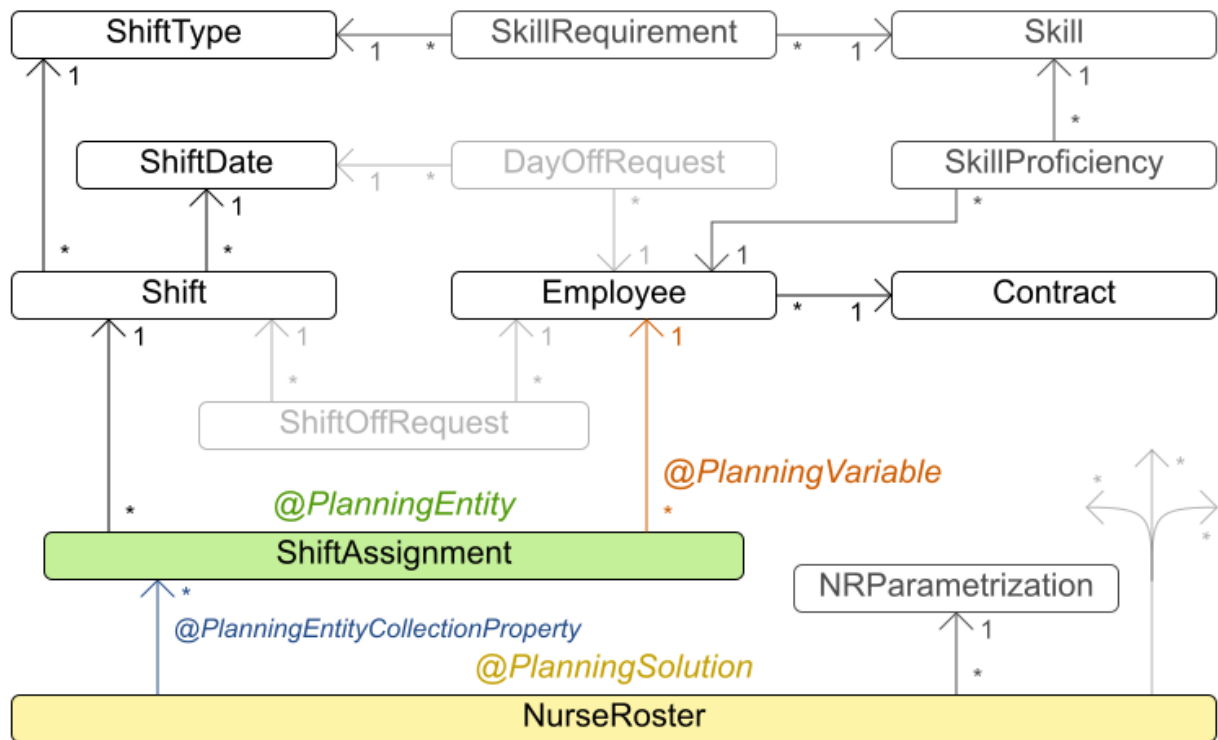 ShiftType
1
*
SkillRequirement
*
1
Skill
1
1
*
ShiftDate
1
*
DayOffRequest
SkillProficiency
1
*
*
*
*
1
1
Shift
Employee
*
1
Contract
1
1
1
1
*
*
ShiftOffRequest
@PlanningVariable
*
*
@PlanningEntity
*
*
*
ShiftAssignment
NRParametrization
*
@PlanningEntityCollectionProperty
1
@PlanningSolution
*
NurseRoster